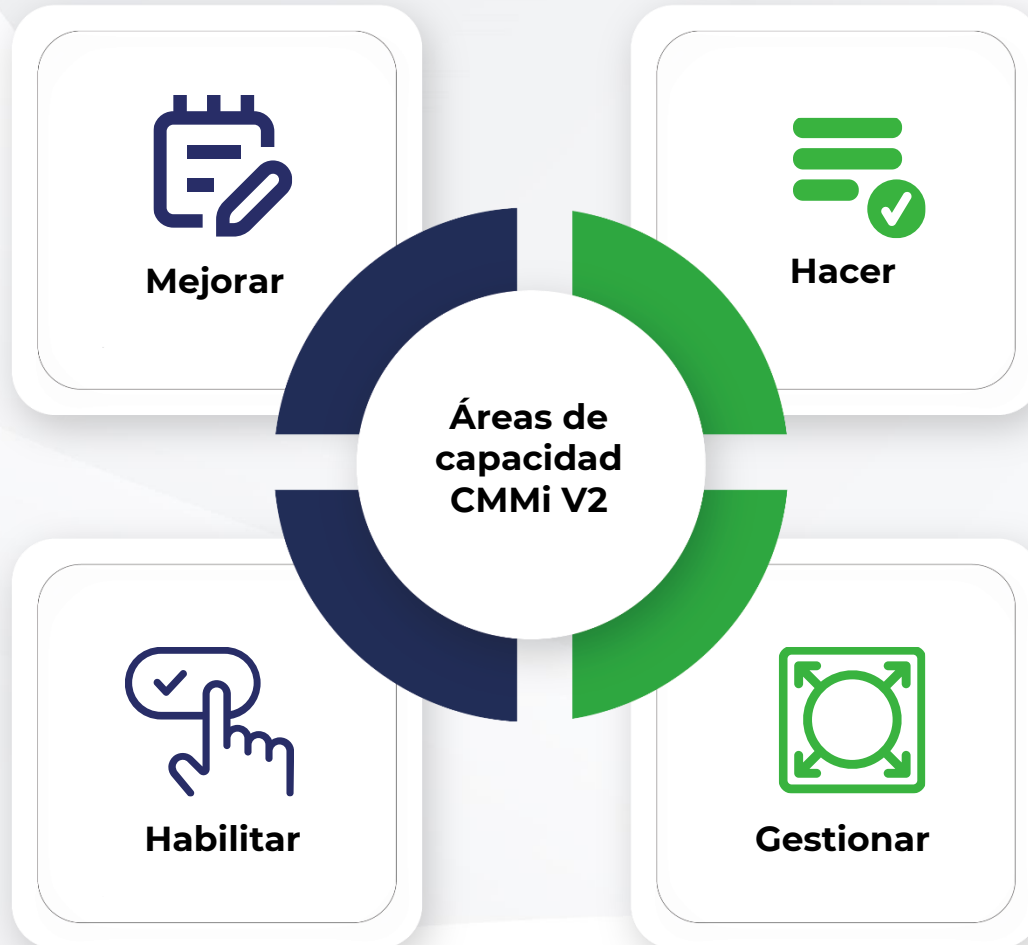 Mejorar
Hacer
Áreas de
capacidad
CMMi V2
Habilitar
Gestionar